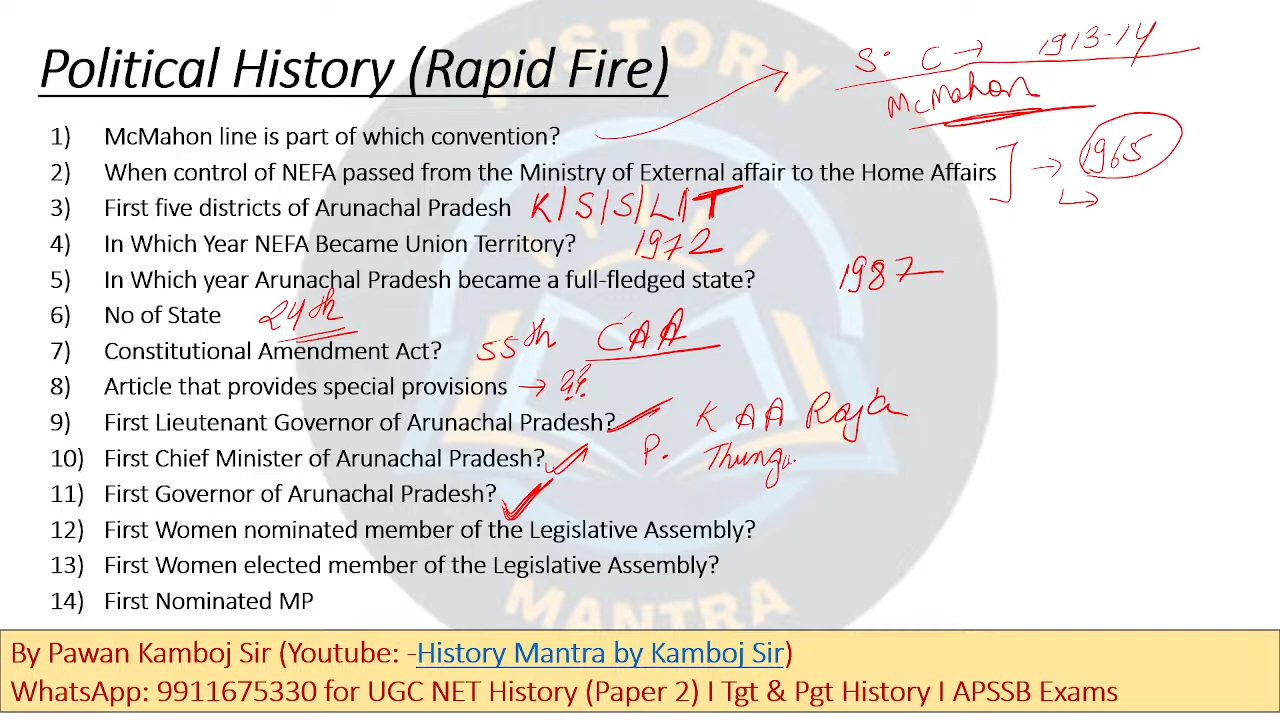 Political History (Rapid Fire)
S. C → 1913-14
McMahon
1) McMahon line is part of which convention?
2) When control of NEFA passed from the Ministry of External affair to the Home Affairs → 1965
3) First five districts of Arunachal Pradesh K/S/S/L/T
4) In Which Year NEFA Became Union Territory? 1972
5) In Which year Arunachal Pradesh became a full-fledged state? 1987
6) No of State 24th
7) Constitutional Amendment Act? 55th CAA
8) Article that provides special provisions → ??
9) First Lieutenant Governor of Arunachal Pradesh? K A A Raja
10) First Chief Minister of Arunachal Pradesh? P. Thung
11) First Governor of Arunachal Pradesh?
12) First Women nominated member of the Legislative Assembly?
13) First Women elected member of the Legislative Assembly?
14) First Nominated MP
HISTORY
MANTRA
By Pawan Kamboj Sir (Youtube: -History Mantra by Kamboj Sir)
WhatsApp: 9911675330 for UGC NET History (Paper 2) I Tgt & Pgt History I APSSB Exams